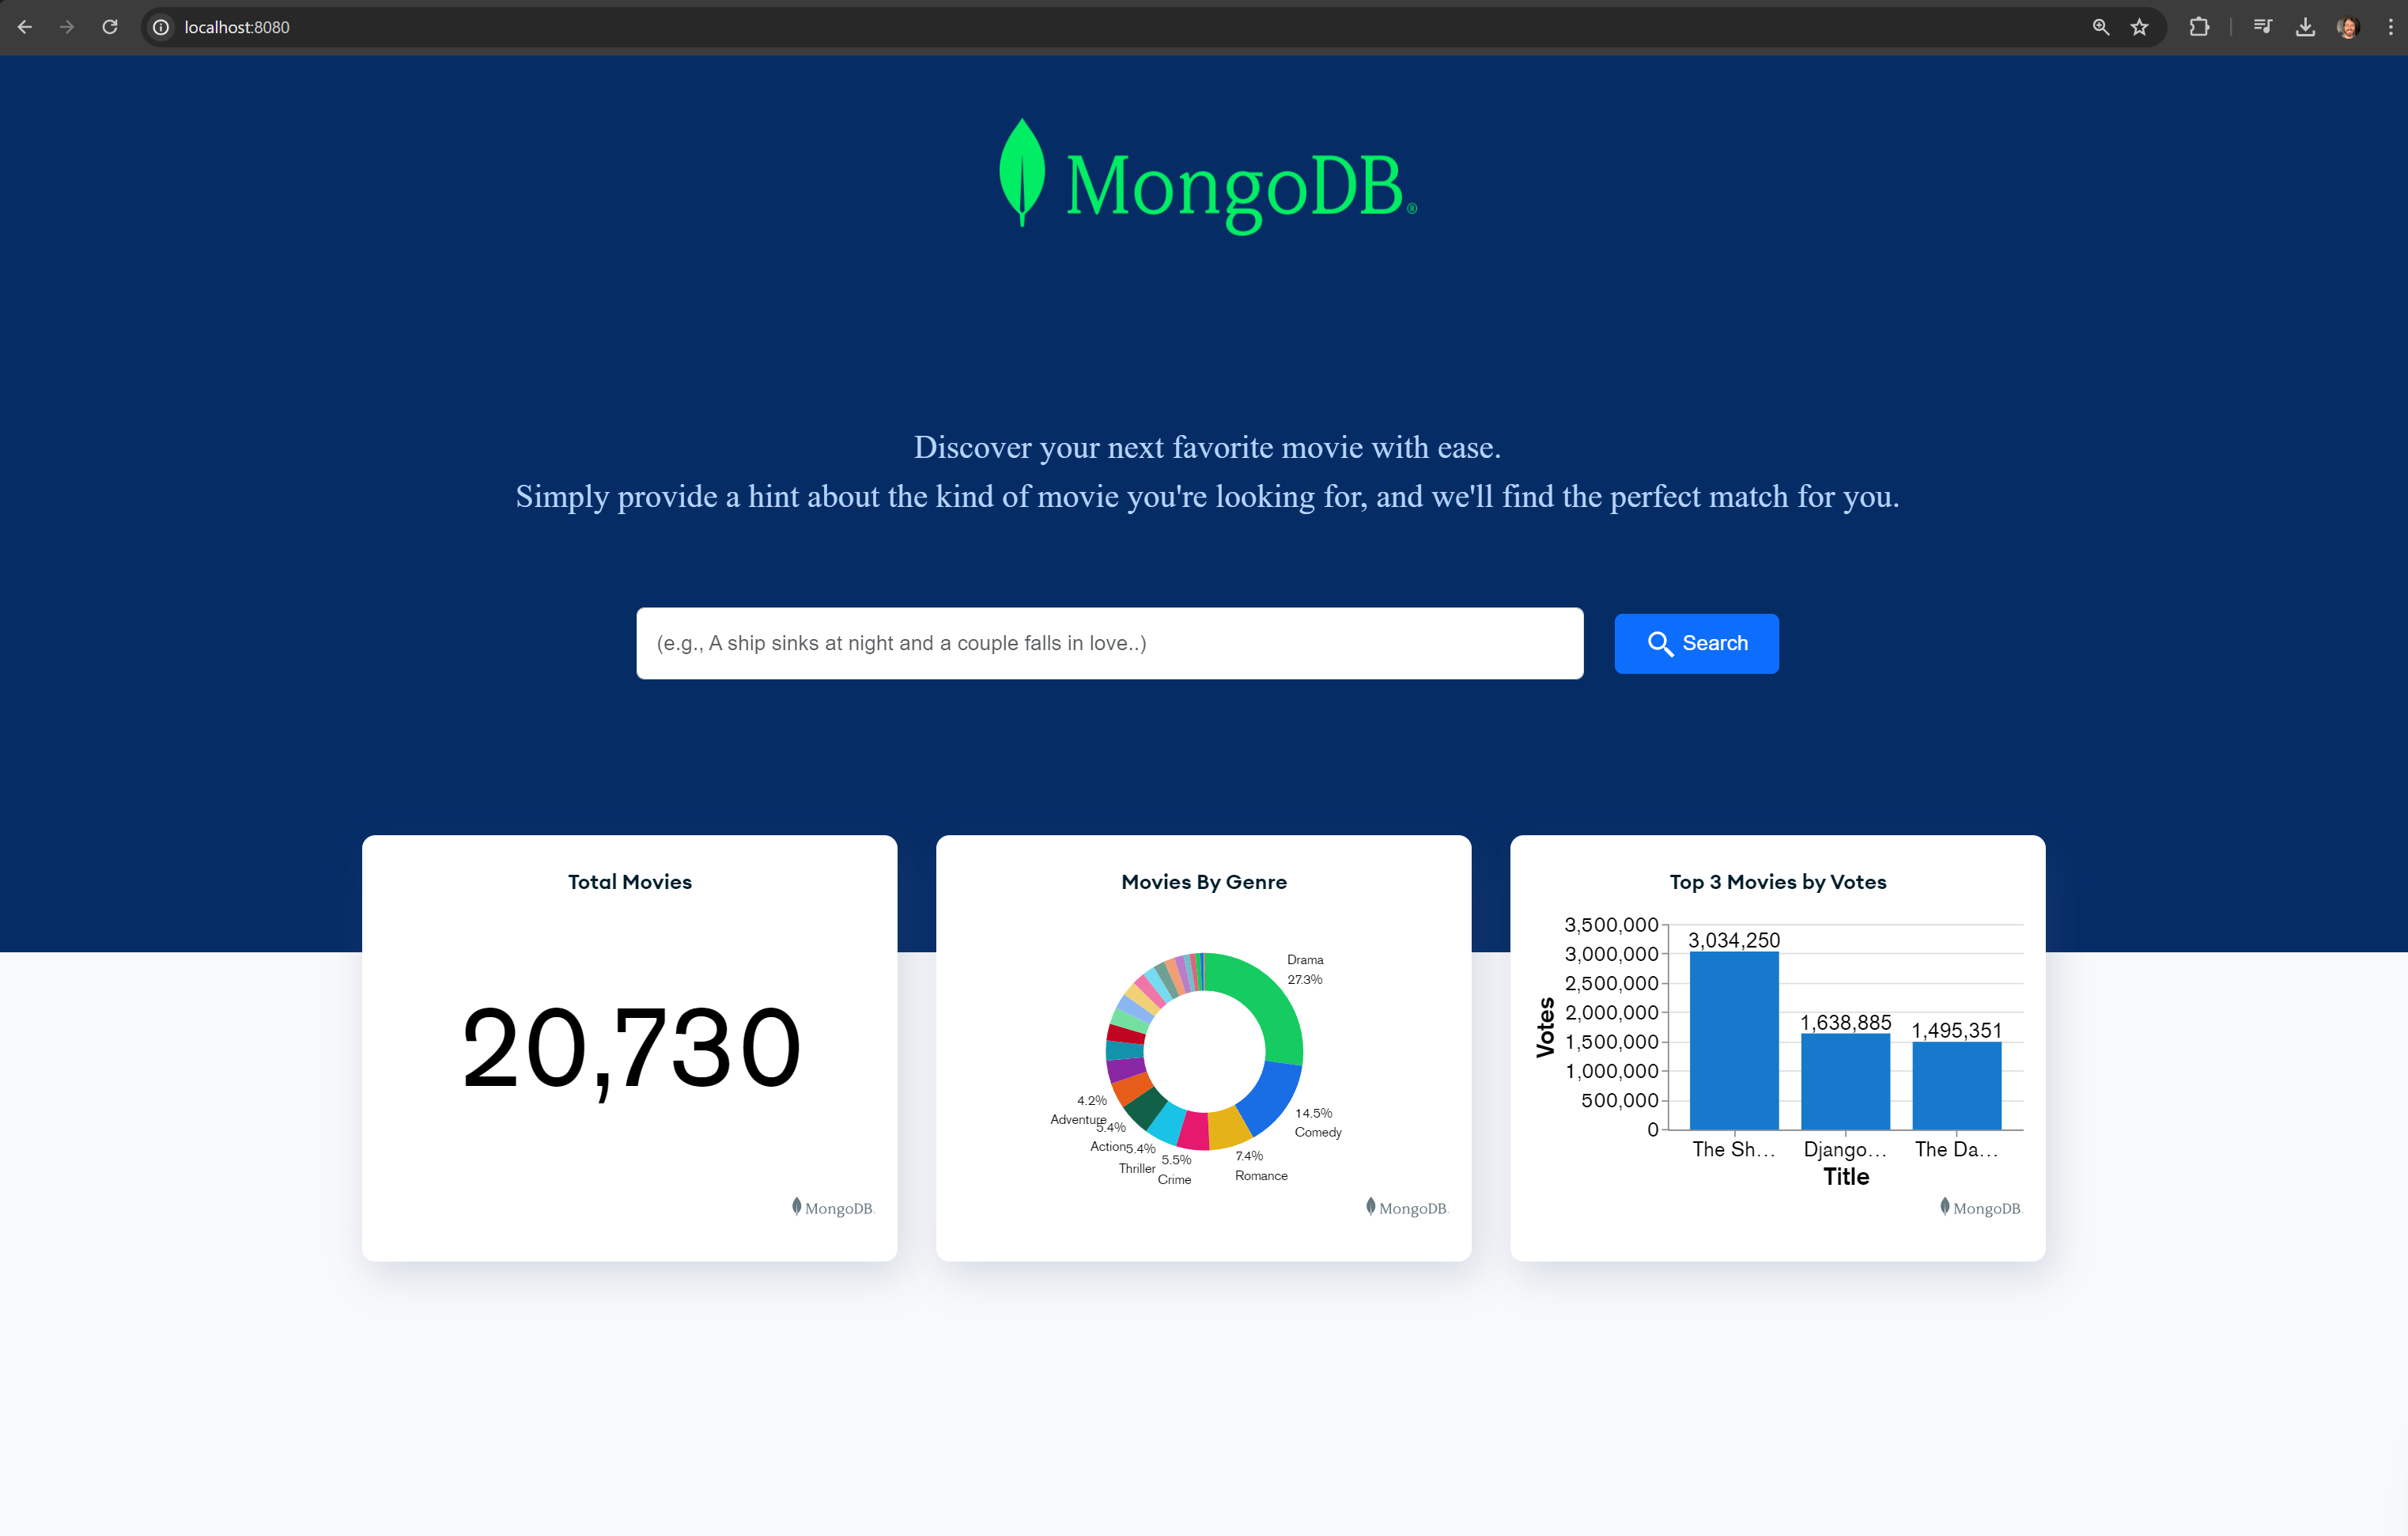 localhost:8080
MongoDB®
Discover your next favorite movie with ease.
Simply provide a hint about the kind of movie you're looking for, and we'll find the perfect match for you.
(e.g., A ship sinks at night and a couple falls in love..)
Search
Total Movies
20,730
MongoDB.
Movies By Genre
Drama
27.3%
14.5%
Comedy
7.4%
Romance
5.5%
Crime
5.4%
Thriller
5.4%
Action
4.2%
Adventure
MongoDB.
Top 3 Movies by Votes
Votes
3,500,000
3,000,000
2,500,000
2,000,000
1,500,000
1,000,000
500,000
0
3,034,250
1,638,885
1,495,351
The Sh...
Django...
The Da...
Title
MongoDB.